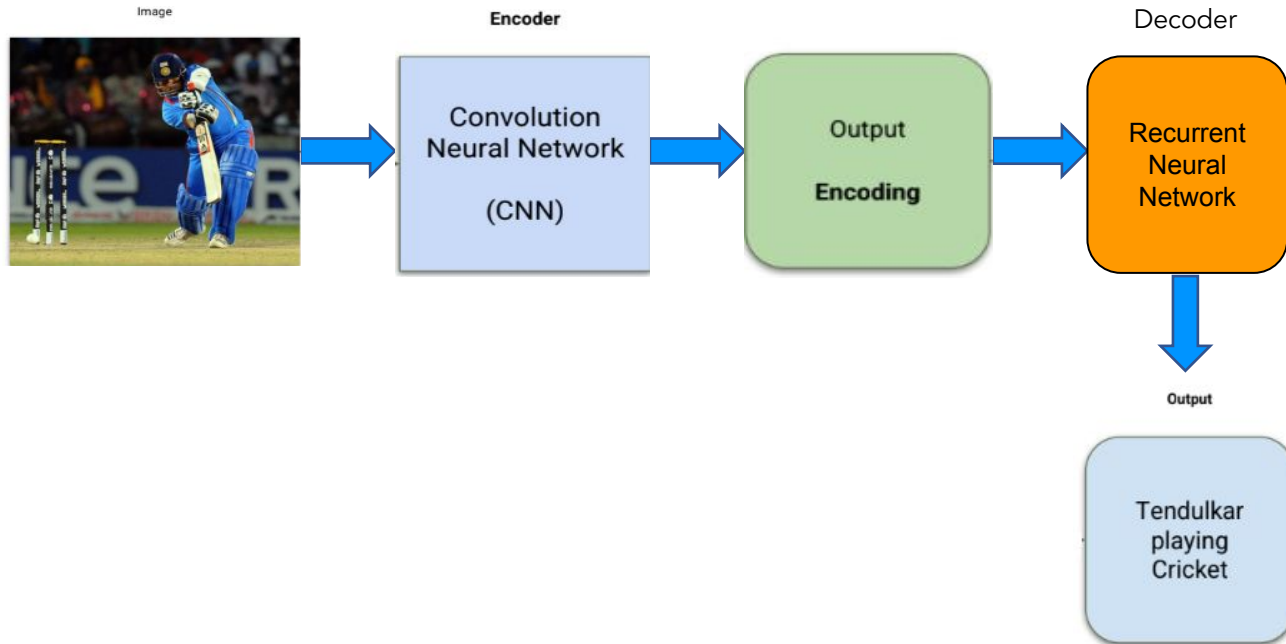 Image
Encoder
Decoder
Convolution
Neural Network
(CNN)
Output
Encoding
Recurrent
Neural
Network
Output
Tendulkar
playing
Cricket